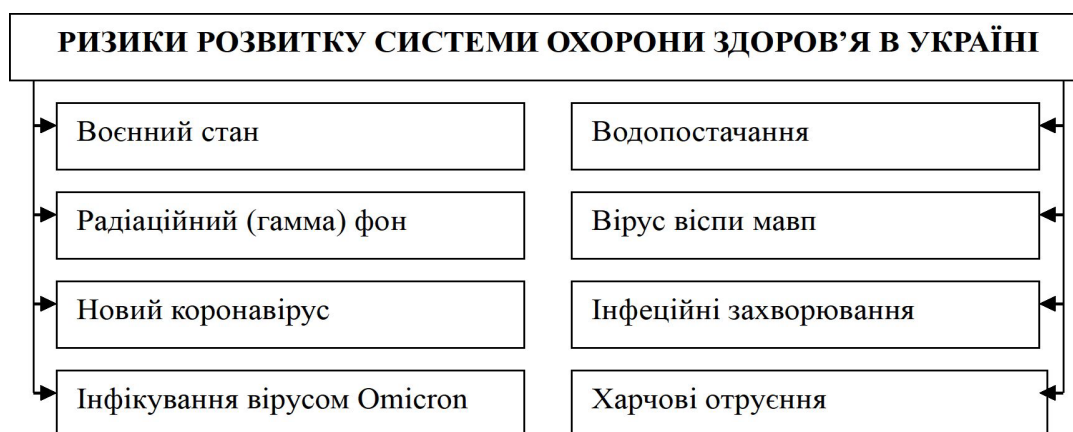 РИЗИКИ РОЗВИТКУ СИСТЕМИ ОХОРОНИ ЗДОРОВ’Я В УКРАЇНІ
Воєнний стан
Радіаційний (гамма) фон
Новий коронавірус
Інфікування вірусом Omicron
Водопостачання
Вірус віспи мавп
Інфеційні захворювання
Харчові отруєння